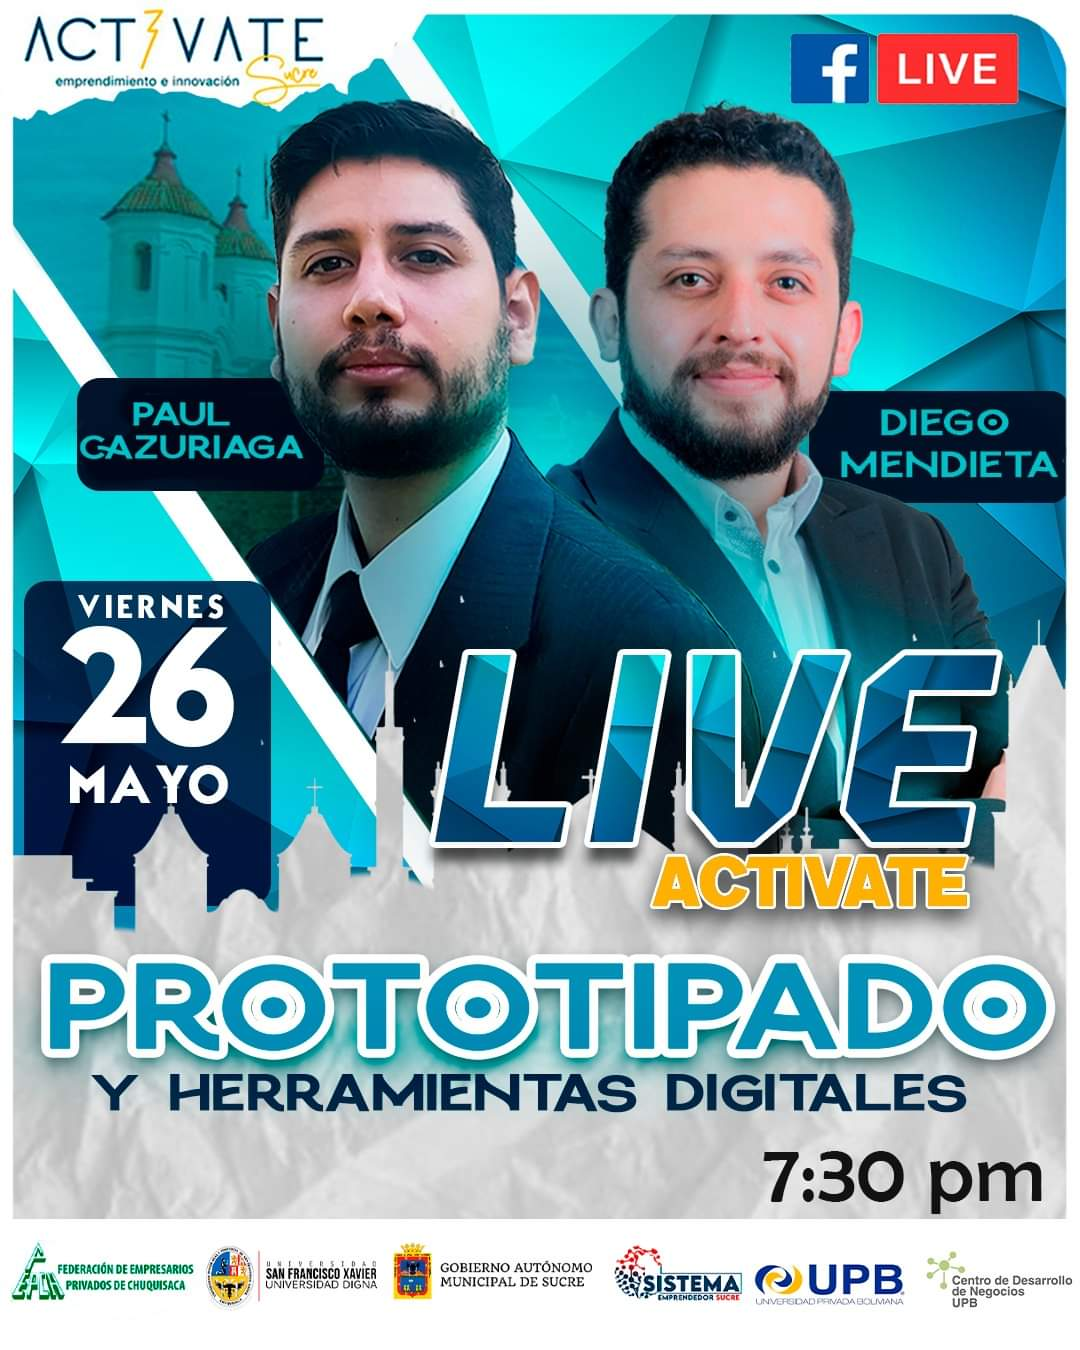 ACTIVATE
Sucre
emprendimiento e innovación
f LIVE
PAUL
CAZURIAGA
DIEGO
MENDIETA
VIERNES
26
MAYO
LIVE
ACTIVATE
PROTOTIPADO
Y HERRAMIENTAS DIGITALES
7:30 pm
FEDERACIÓN DE EMPRESARIOS
PRIVADOS DE CHUQUISACA
UNIVERSIDAD
SAN FRANCISCO XAVIER
UNIVERSIDAD DIGNA
GOBIERNO AUTÓNOMO
MUNICIPAL DE SUCRE
SISTEMA
EMPRENDEDOR SUCRE
UPB
UNIVERSIDAD PRIVADA BOLIVIANA
Centro de Desarrollo
de Negocios
UPB